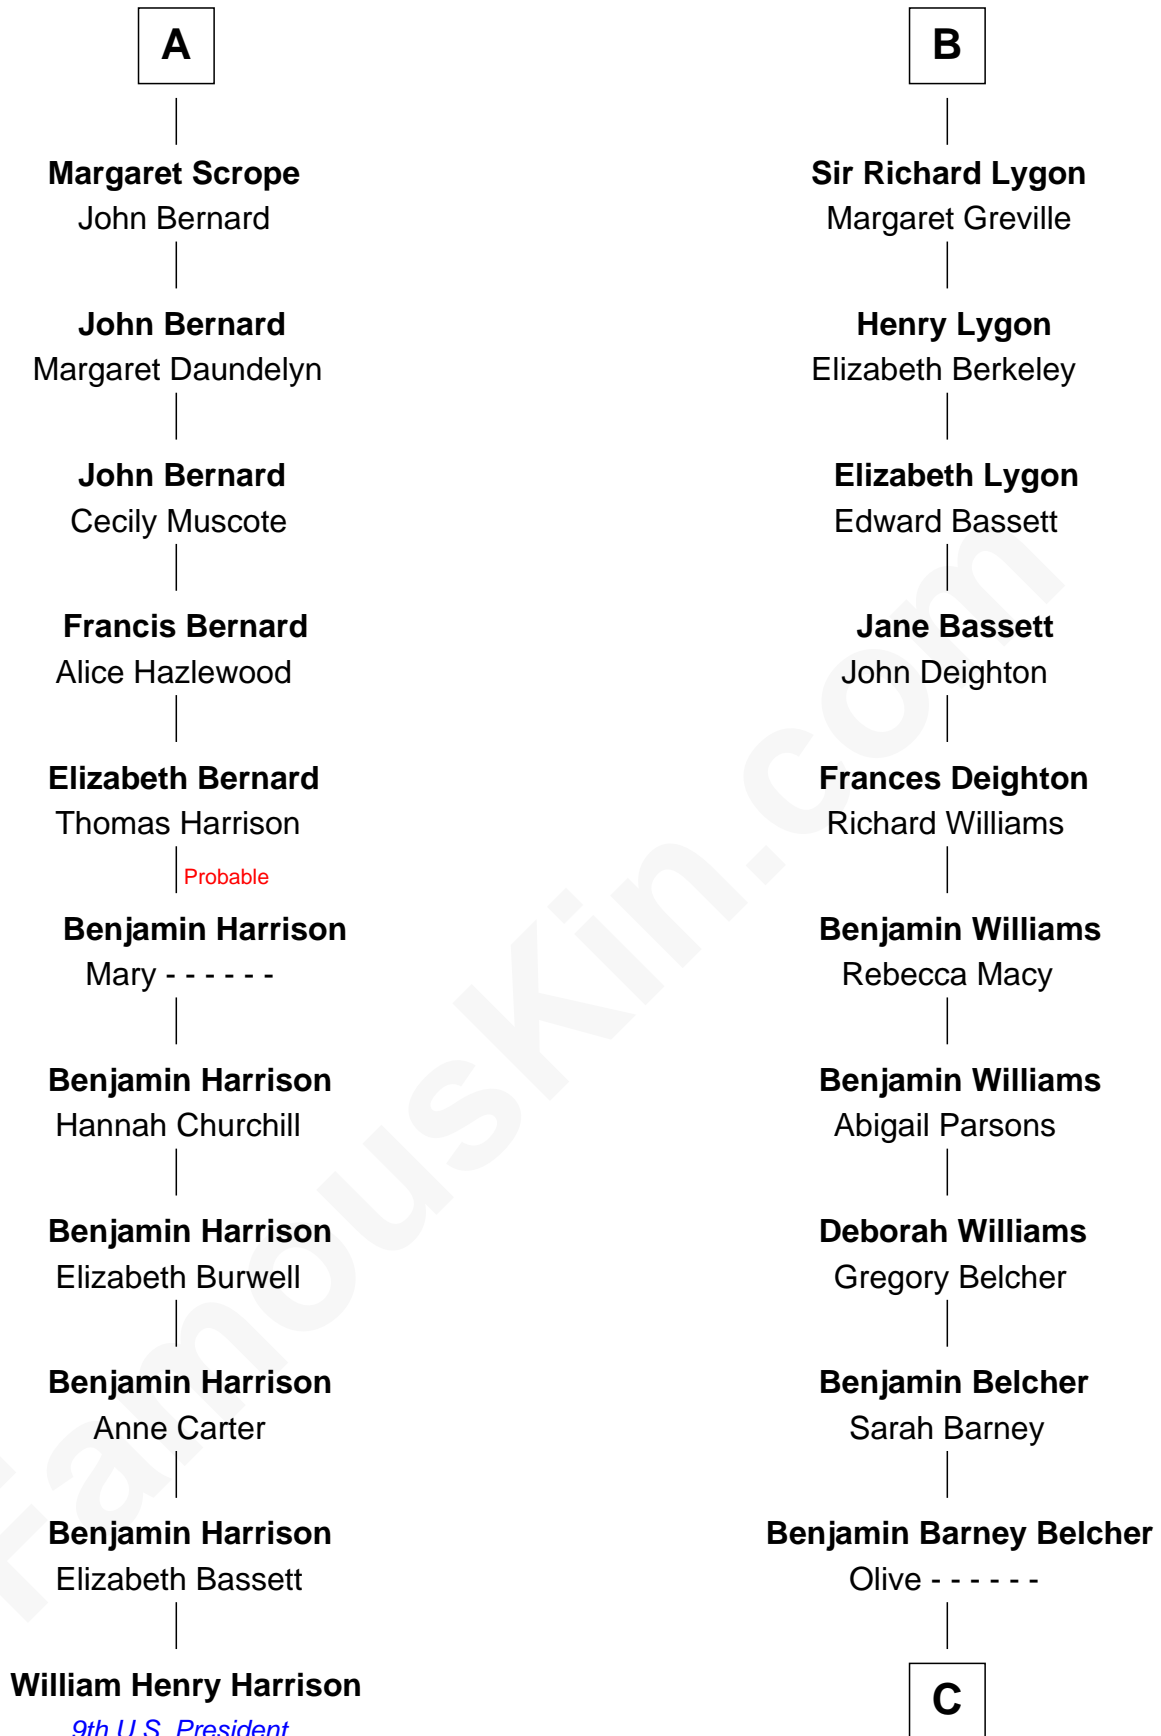 A
Margaret Scrope
John Bernard
John Bernard
Margaret Daundelyn
John Bernard
Cecily Muscote
Francis Bernard
Alice Hazlewood
Elizabeth Bernard
Thomas Harrison
Probable
Benjamin Harrison
Mary - - - - - -
Benjamin Harrison
Hannah Churchill
Benjamin Harrison
Elizabeth Burwell
Benjamin Harrison
Anne Carter
Benjamin Harrison
Elizabeth Bassett
William Henry Harrison
9th U.S. President
B
Sir Richard Lygon
Margaret Greville
Henry Lygon
Elizabeth Berkeley
Elizabeth Lygon
Edward Bassett
Jane Bassett
John Deighton
Frances Deighton
Richard Williams
Benjamin Williams
Rebecca Macy
Benjamin Williams
Abigail Parsons
Deborah Williams
Gregory Belcher
Benjamin Belcher
Sarah Barney
Benjamin Barney Belcher
Olive - - - - - -
C
FamousKin.com